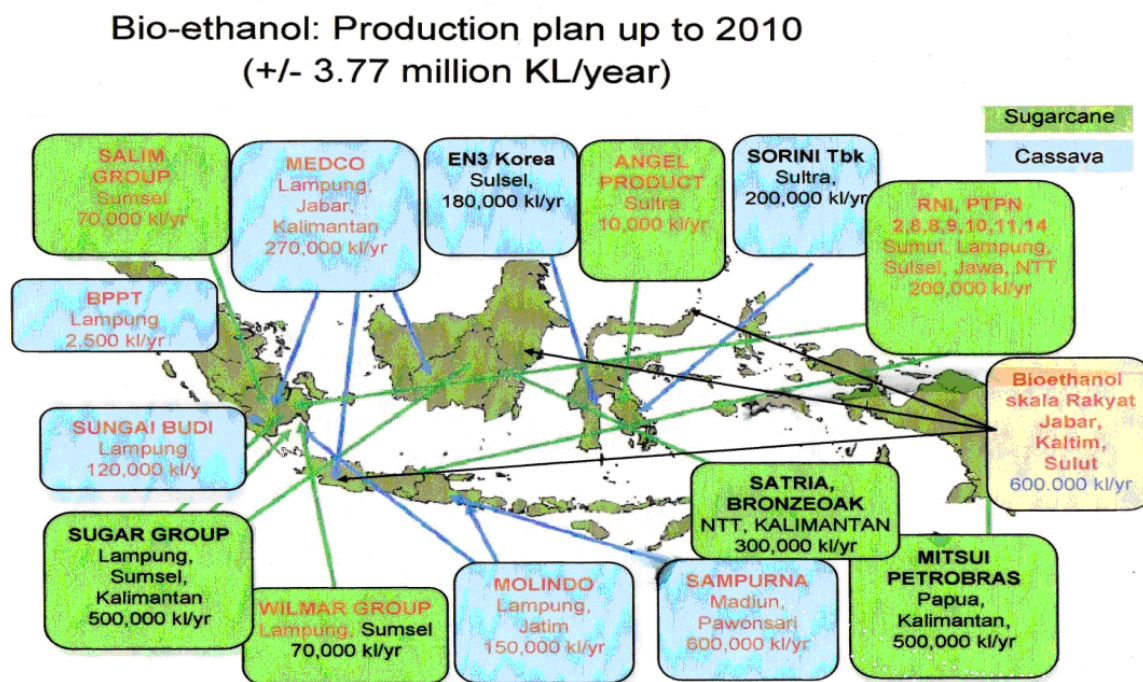 Bio-ethanol: Production plan up to 2010
(+/- 3.77 million KL/year)
Sugarcane
Cassava
SALIM
GROUP
Sumsel
70,000 kl/yr
MEDCO
Lampung,
Jabar,
Kalimantan
270,000 kl/yr
EN3 Korea
Sulsel,
180,000 kl/yr
ANGEL
PRODUCT
Sultra
10,000 kl/yr
SORINI Tbk
Sultra,
200,000 kl/yr
RNI, PTPN
2,8,8,9,10,11,14
Sumut, Lampung,
Sulsel, Jawa, NTT
200,000 kl/yr
BPPT
Lampung
2,500 kl/yr
SUNGAI BUDI
Lampung
120,000 kl/y
Bioethanol
skala Rakyat
Jabar,
Kaltim,
Sulut
600.000 kl/yr
SUGAR GROUP
Lampung,
Sumsel,
Kalimantan
500,000 kl/yr
WILMAR GROUP
Lampung, Sumsel
70,000 kl/yr
MOLINDO
Lampung,
Jatim
150,000 kl/yr
SAMPURNA
Madiun,
Pawonsari
600,000 kl/yr
SATRIA,
BRONZEOAK
NTT, KALIMANTAN
300,000 kl/yr
MITSUI
PETROBRAS
Papua,
Kalimantan,
500,000 kl/yr